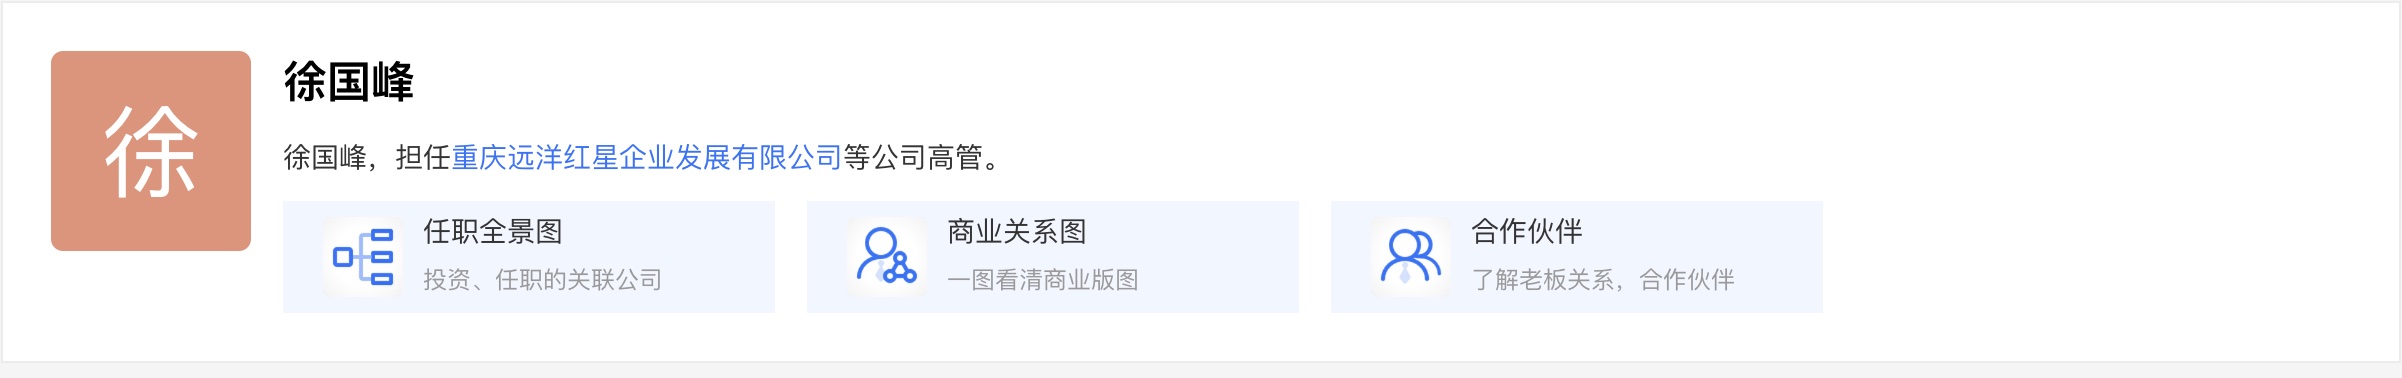 徐
徐国峰
徐国峰，担任重庆远洋红星企业发展有限公司等公司高管。
任职全景图
投资、任职的关联公司
商业关系图
一图看清商业版图
合作伙伴
了解老板关系，合作伙伴